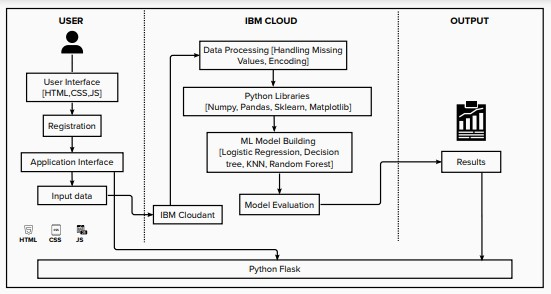 USER
IBM CLOUD
OUTPUT
User Interface
[HTML,CSS,JS]
Registration
Application Interface
Input data
HTML
CSS
JS
Data Processing [Handling Missing
Values, Encoding]
Python Libraries
[Numpy, Pandas, Sklearn, Matplotlib]
ML Model Building
[Logistic Regression, Decision
tree, KNN, Random Forest]
Model Evaluation
IBM Cloudant
Results
Python Flask